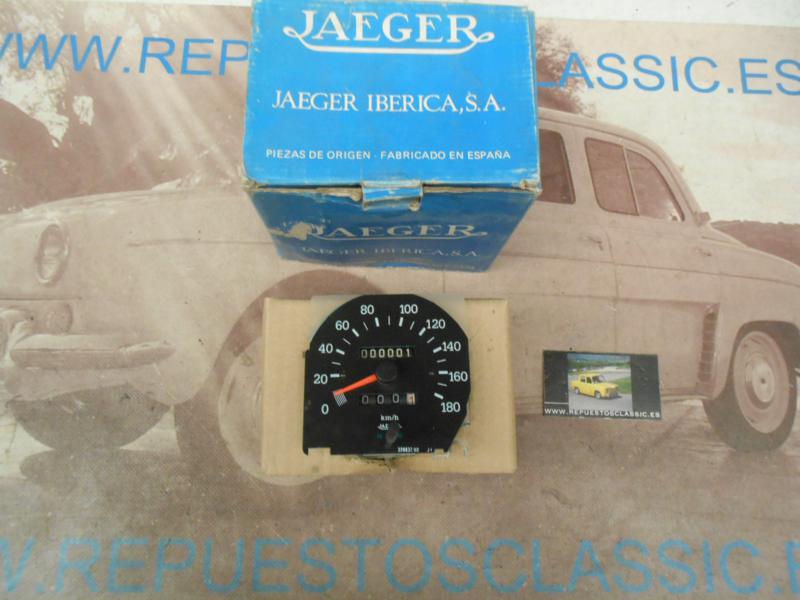 WWW.REPUESTOSCLASSIC.ES
JAEGER
JAEGER IBERICA, S.A.
PIEZAS DE ORIGEN - FABRICADO EN ESPAÑA
JAEGER
JAEGER IBERICA, S.A.
0 20 40 60 80 100 120 140 160 180
000001
000
km/h
WWW.REPUESTOSCLASSIC.ES
WWW.REPUESTOSCLASSIC.ES